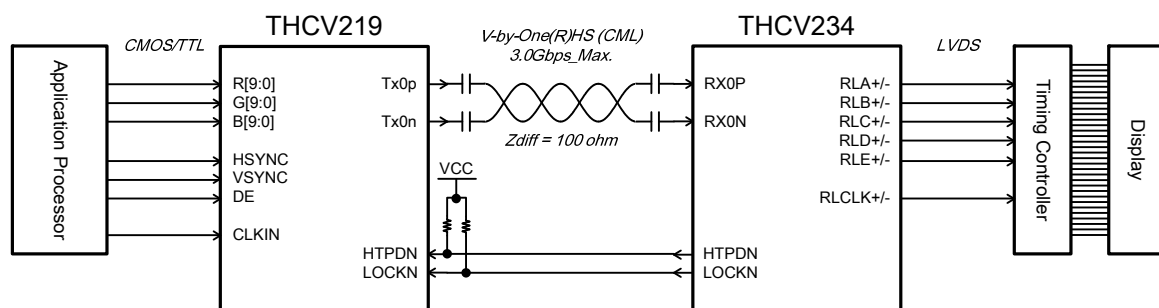 THCV219
THCV234
CMOS/TTL
V-by-One(R)HS (CML)
3.0Gbps_Max.
LVDS
Application Processor
R[9:0]
G[9:0]
B[9:0]
HSYNC
VSYNC
DE
CLKIN
Tx0p
Tx0n
HTPDN
LOCKN
Zdiff = 100 ohm
VCC
RX0P
RX0N
HTPDN
LOCKN
RLA+/-
RLB+/-
RLC+/-
RLD+/-
RLE+/-
RLCLK+/-
Timing Controller
Display